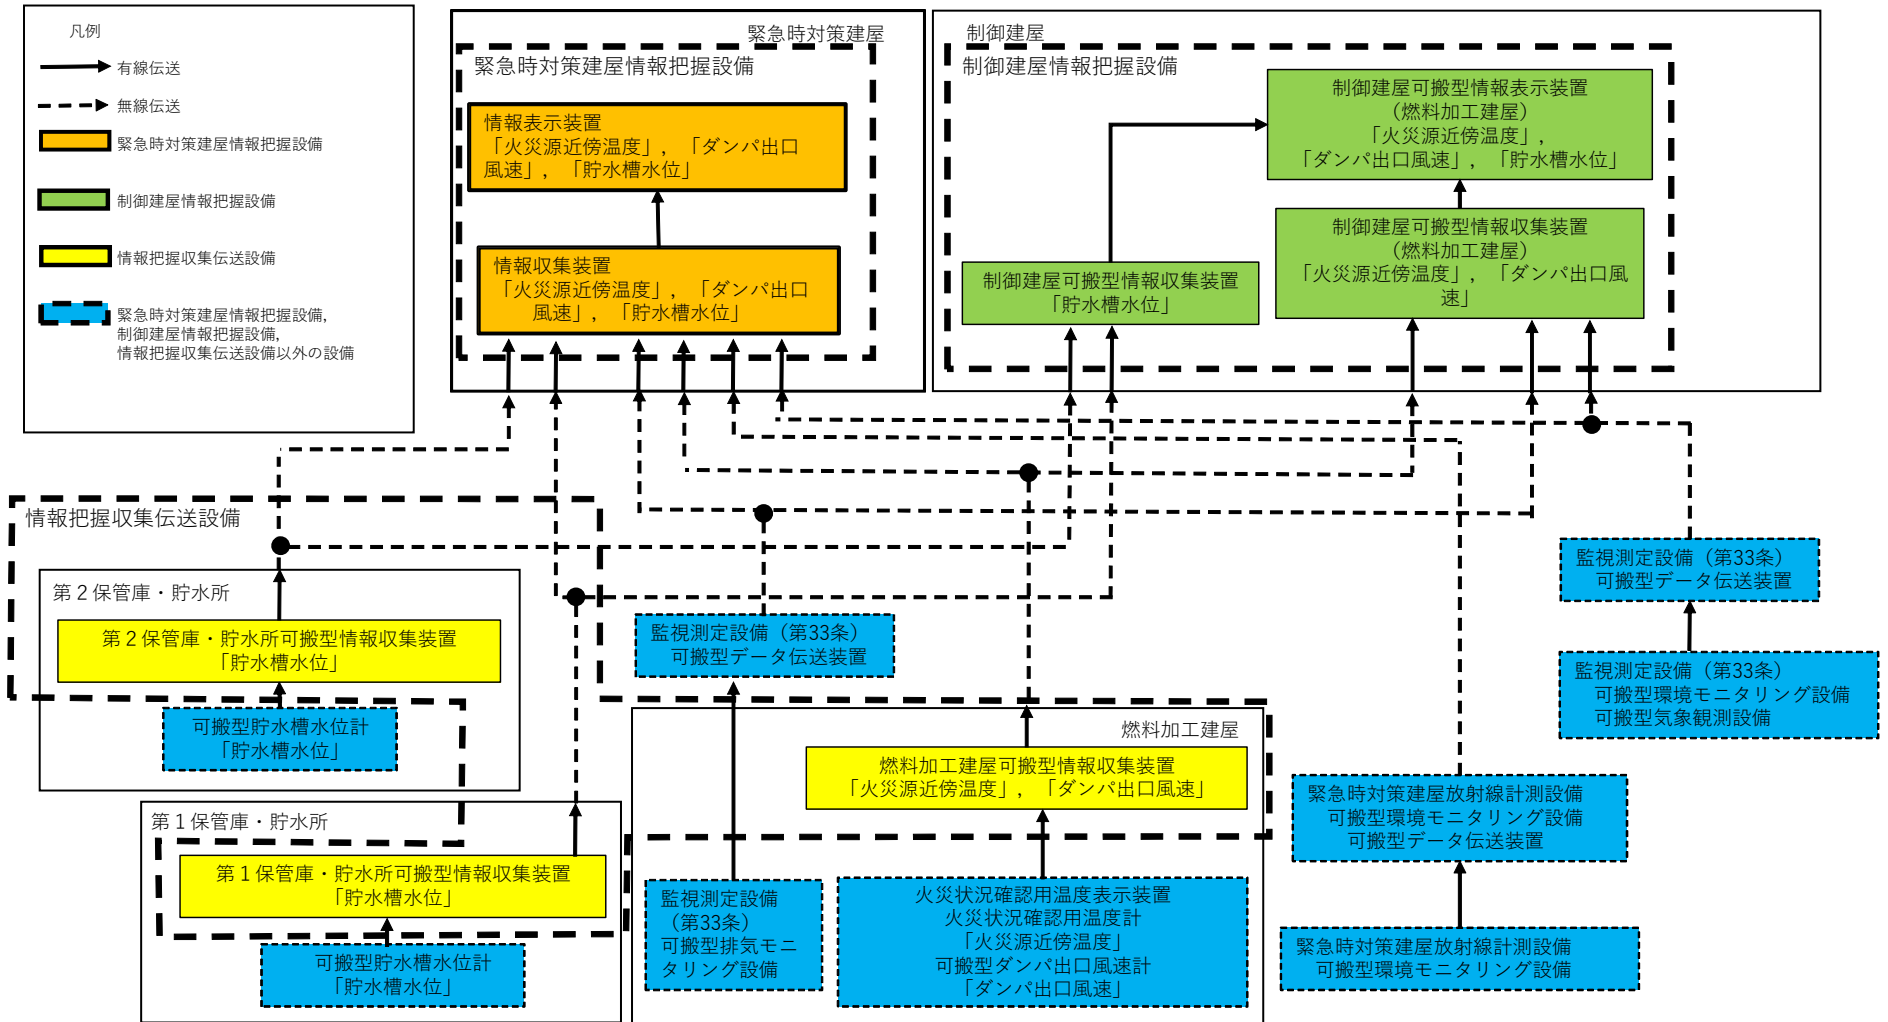 凡例
有線伝送
無線伝送
緊急時対策建屋情報把握設備
制御建屋情報把握設備
情報把握収集伝送設備
緊急時対策建屋情報把握設備,
制御建屋情報把握設備,
情報把握収集伝送設備以外の設備
緊急時対策建屋
緊急時対策建屋情報把握設備
情報表示装置
「火災源近傍温度」,「ダンパ出口
風速」,「貯水槽水位」
情報収集装置
「火災源近傍温度」,「ダンパ出口
風速」,「貯水槽水位」
制御建屋
制御建屋情報把握設備
制御建屋可搬型情報表示装置
(燃料加工建屋)
「火災源近傍温度」,
「ダンパ出口風速」,「貯水槽水位」
制御建屋可搬型情報収集装置
「貯水槽水位」
制御建屋可搬型情報収集装置
(燃料加工建屋)
「火災源近傍温度」,「ダンパ出口風
速」
情報把握収集伝送設備
第2保管庫・貯水所
第2保管庫・貯水所可搬型情報収集装置
「貯水槽水位」
可搬型貯水槽水位計
「貯水槽水位」
第1保管庫・貯水所
第1保管庫・貯水所可搬型情報収集装置
「貯水槽水位」
可搬型貯水槽水位計
「貯水槽水位」
監視測定設備(第33条)
可搬型データ伝送装置
監視測定設備
(第33条)
可搬型排気モニ
タリング設備
燃料加工建屋
燃料加工建屋可搬型情報収集装置
「火災源近傍温度」,「ダンパ出口風速」
火災状況確認用温度表示装置
火災状況確認用温度計
「火災源近傍温度」
可搬型ダンパ出口風速計
「ダンパ出口風速」
監視測定設備(第33条)
可搬型データ伝送装置
監視測定設備(第33条)
可搬型環境モニタリング設備
可搬型気象観測設備
緊急時対策建屋放射線計測設備
可搬型環境モニタリング設備
可搬型データ伝送装置
緊急時対策建屋放射線計測設備
可搬型環境モニタリング設備